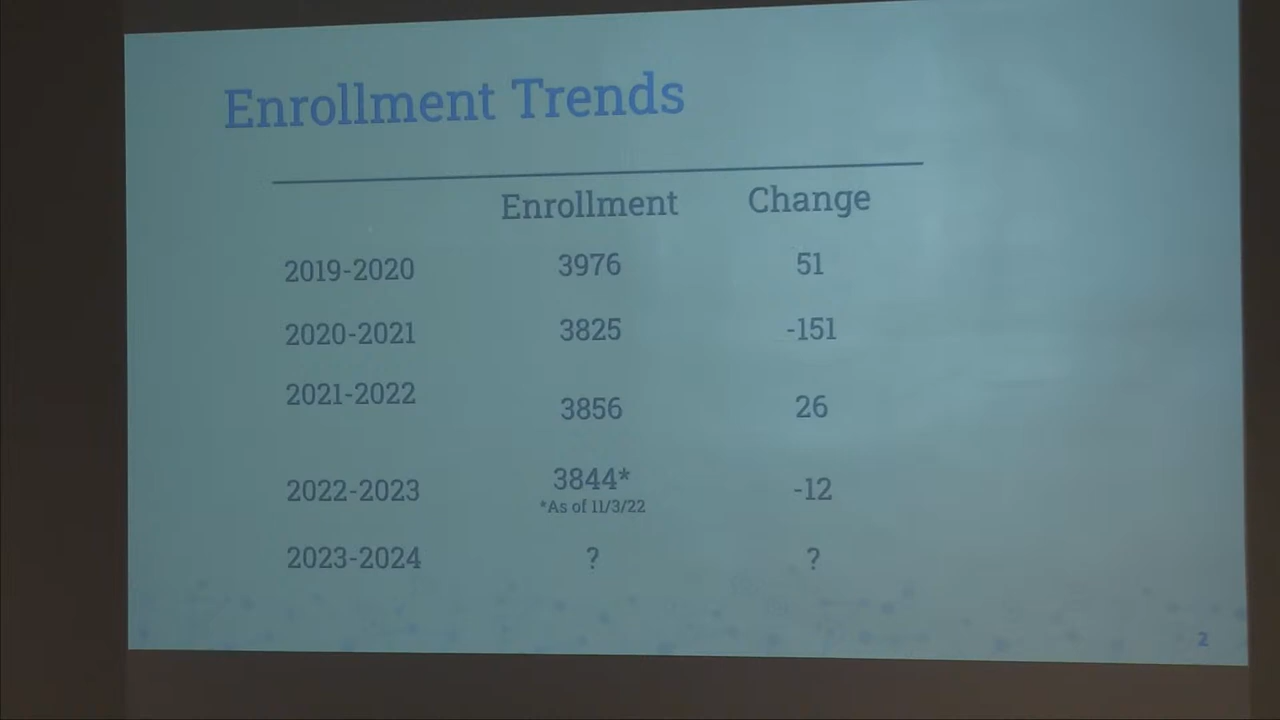 Enrollment Trends
Enrollment Change
2019-2020 3976 51
2020-2021 3825 -151
2021-2022 3856 26
2022-2023 3844* -12
*As of 11/3/22
2023-2024 ? ?
2